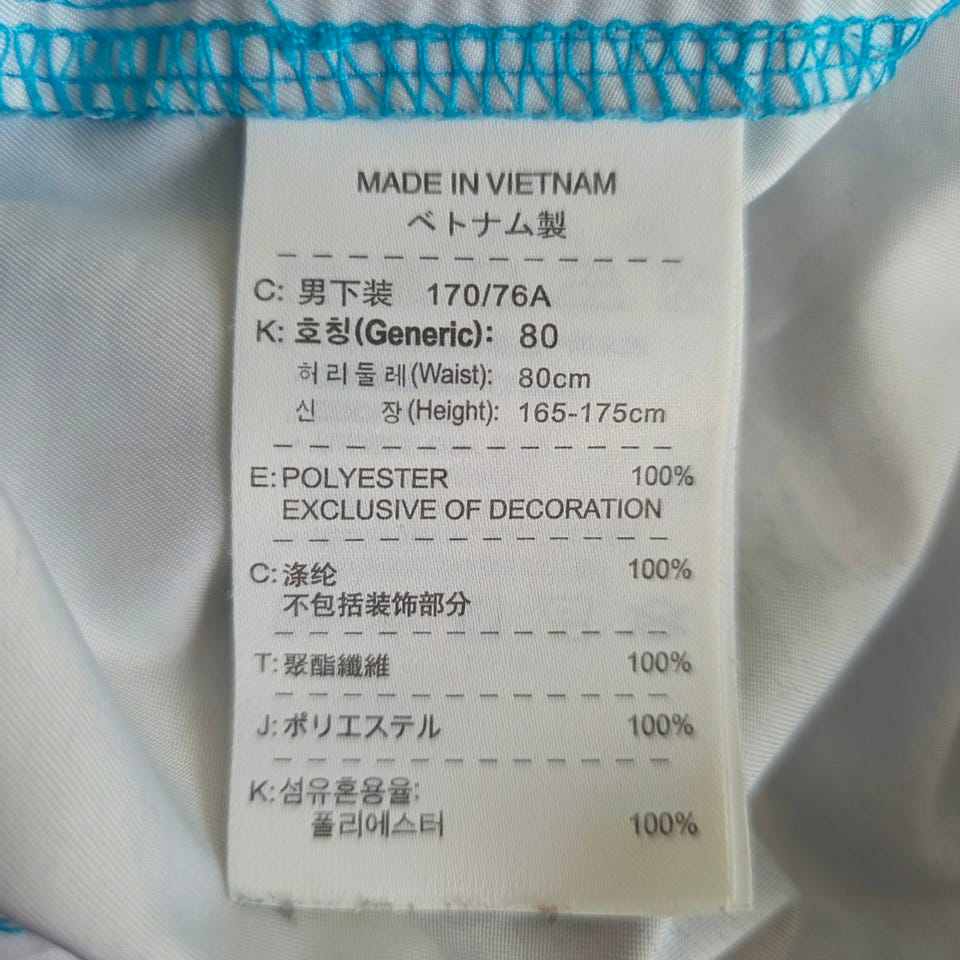 MADE IN VIETNAM
ベトナム製
C: 男下装 170/76A
K: 호칭(Generic): 80
허리둘레(Waist): 80cm
신 장(Height): 165-175cm
E: POLYESTER 100%
EXCLUSIVE OF DECORATION
C: 涤纶 100%
不包括装饰部分
T: 聚酯纖維 100%
J: ポリエステル 100%
K: 섬유혼용율:
폴리에스터 100%